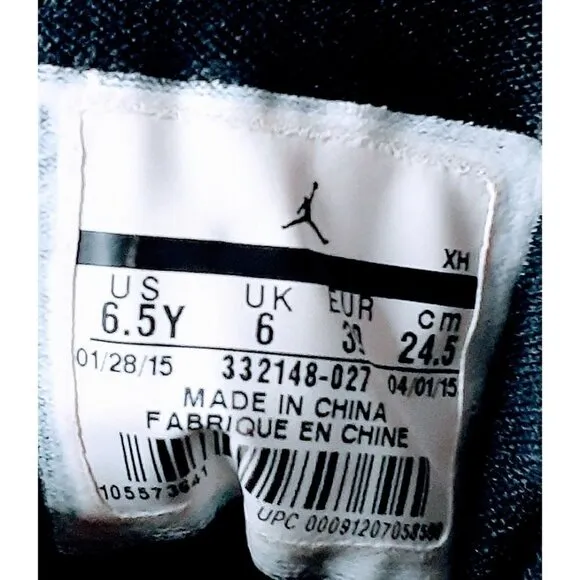 XH
US UK EUR cm
6.5Y 6 39 24.5
01/28/15 332148-027 04/01/15
MADE IN CHINA
FABRIQUE EN CHINE
UPC